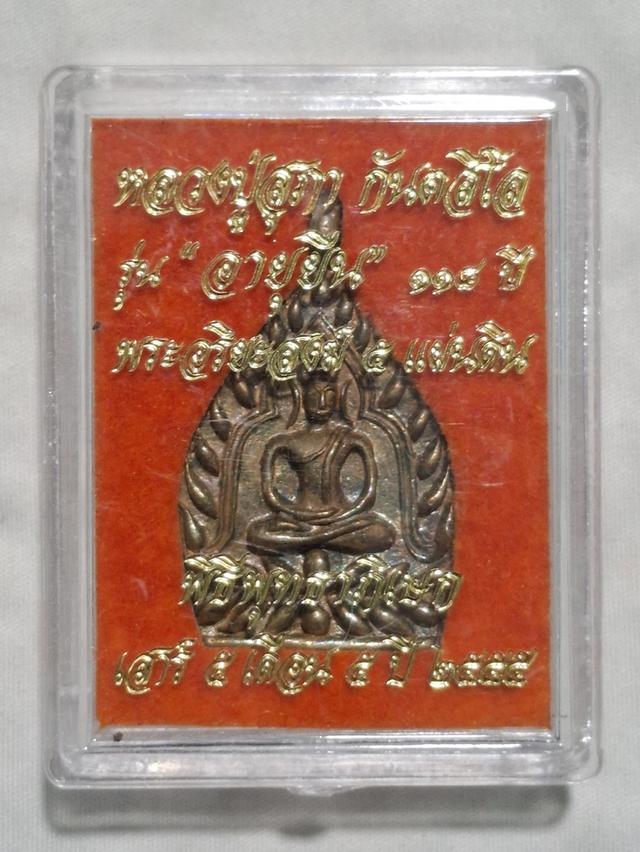 หลวงปู่สุภา กันตสีโล
รุ่น " อายุยืน" ๑๑๘ ปี
พระอริยะสงฆ์ ๕ แผ่นดิน
พิธีพุทธาภิเษก
เสาร์ ๕ เดือน ๕ ปี ๒๕๕๕